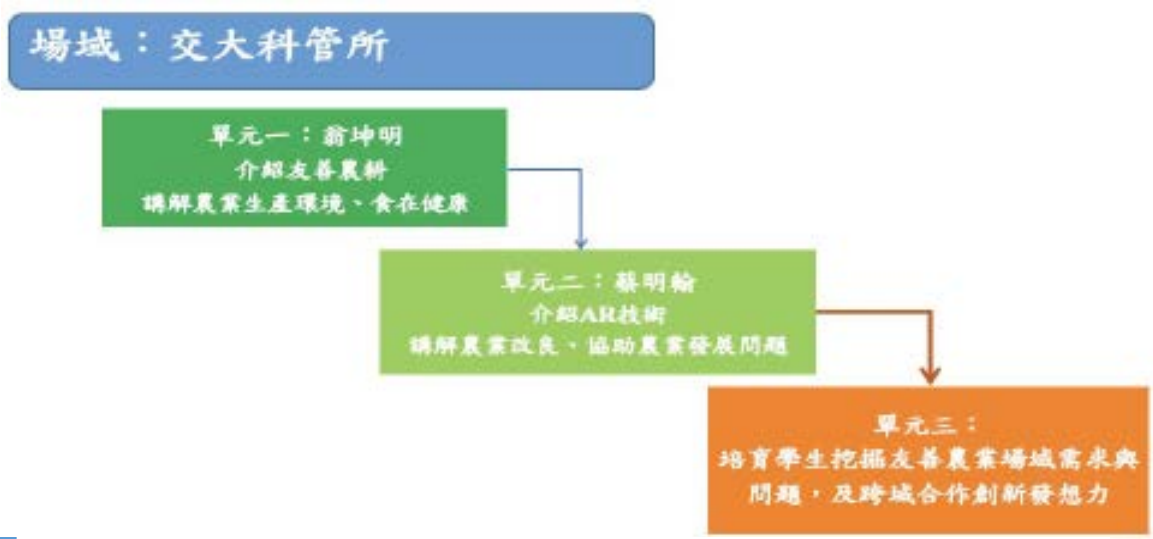 場域：交大科管所
單元一：翁坤明
介紹友善農耕
講解農業生產環境、食在健康
單元二：蔡明翰
介紹AR技術
講解農業改良、協助農業發展問題
單元三：
培育學生挖掘友善農業場域需求與
問題，及跨域合作創新發想力